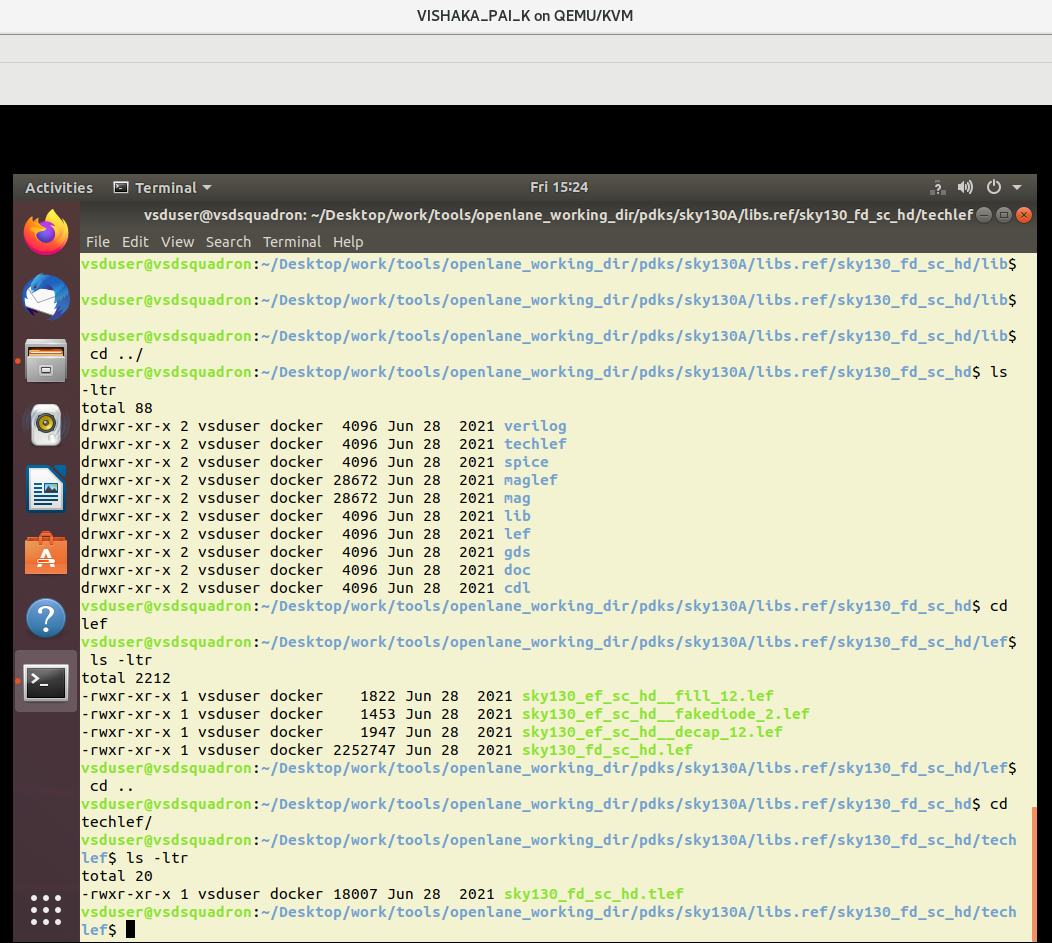 VISHAKA_PAI_K on QEMU/KVM
Activities Terminal Fri 15:24
vsduser@vsdsquadron: ~/Desktop/work/tools/openlane_working_dir/pdks/sky130A/libs.ref/sky130_fd_sc_hd/techlef
File Edit View Search Terminal Help
vsduser@vsdsquadron:~/Desktop/work/tools/openlane_working_dir/pdks/sky130A/libs.ref/sky130_fd_sc_hd/lib$
vsduser@vsdsquadron:~/Desktop/work/tools/openlane_working_dir/pdks/sky130A/libs.ref/sky130_fd_sc_hd/lib$
vsduser@vsdsquadron:~/Desktop/work/tools/openlane_working_dir/pdks/sky130A/libs.ref/sky130_fd_sc_hd/lib$
cd ../
vsduser@vsdsquadron:~/Desktop/work/tools/openlane_working_dir/pdks/sky130A/libs.ref/sky130_fd_sc_hd$ ls
-ltr
total 88
drwxr-xr-x 2 vsduser docker  4096 Jun 28  2021 verilog
drwxr-xr-x 2 vsduser docker  4096 Jun 28  2021 techlef
drwxr-xr-x 2 vsduser docker  4096 Jun 28  2021 spice
drwxr-xr-x 2 vsduser docker 28672 Jun 28  2021 maglef
drwxr-xr-x 2 vsduser docker 28672 Jun 28  2021 mag
drwxr-xr-x 2 vsduser docker  4096 Jun 28  2021 lib
drwxr-xr-x 2 vsduser docker  4096 Jun 28  2021 lef
drwxr-xr-x 2 vsduser docker  4096 Jun 28  2021 gds
drwxr-xr-x 2 vsduser docker  4096 Jun 28  2021 doc
drwxr-xr-x 2 vsduser docker  4096 Jun 28  2021 cdl
vsduser@vsdsquadron:~/Desktop/work/tools/openlane_working_dir/pdks/sky130A/libs.ref/sky130_fd_sc_hd$ cd
lef
vsduser@vsdsquadron:~/Desktop/work/tools/openlane_working_dir/pdks/sky130A/libs.ref/sky130_fd_sc_hd/lef$
ls -ltr
total 2212
-rwxr-xr-x 1 vsduser docker    1822 Jun 28  2021 sky130_ef_sc_hd__fill_12.lef
-rwxr-xr-x 1 vsduser docker    1453 Jun 28  2021 sky130_ef_sc_hd__fakediode_2.lef
-rwxr-xr-x 1 vsduser docker    1947 Jun 28  2021 sky130_ef_sc_hd__decap_12.lef
-rwxr-xr-x 1 vsduser docker 2252747 Jun 28  2021 sky130_fd_sc_hd.lef
vsduser@vsdsquadron:~/Desktop/work/tools/openlane_working_dir/pdks/sky130A/libs.ref/sky130_fd_sc_hd/lef$
cd ..
vsduser@vsdsquadron:~/Desktop/work/tools/openlane_working_dir/pdks/sky130A/libs.ref/sky130_fd_sc_hd$ cd
techlef/
vsduser@vsdsquadron:~/Desktop/work/tools/openlane_working_dir/pdks/sky130A/libs.ref/sky130_fd_sc_hd/tech
lef$ ls -ltr
total 20
-rwxr-xr-x 1 vsduser docker 18007 Jun 28  2021 sky130_fd_sc_hd.tlef
vsduser@vsdsquadron:~/Desktop/work/tools/openlane_working_dir/pdks/sky130A/libs.ref/sky130_fd_sc_hd/tech
lef$